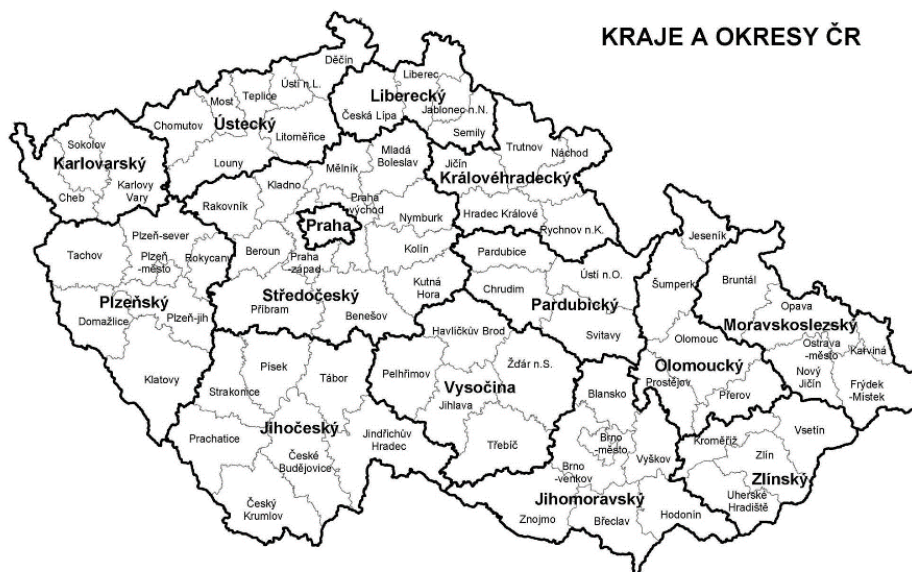 KRAJE A OKRESY ČR
Děčín
Ústí n.L.
Teplice
Most
Chomutov
Ústecký
Litoměřice
Louny
Liberec
Liberecký
Česká Lípa
Jablonec n.N.
Semily
Sokolov
Karlovarský
Cheb
Karlovy
Vary
Trutnov
Náchod
Jičín
Královéhradecký
Hradec Králové
Rychnov n.K.
Mladá
Boleslav
Mělník
Kladno
Rakovník
Praha
-východ
Nymburk
Praha
Kolín
Beroun
Praha
-západ
Kutná
Hora
Středočeský
Příbram
Benešov
Tachov
Plzeň-sever
Plzeň
-město
Rokycany
Plzeňský
Domažlice
Plzeň-jih
Klatovy
Pardubice
Ústí n.O.
Chrudim
Pardubický
Svitavy
Jeseník
Šumperk
Olomouc
Olomoucký
Prostějov
Přerov
Bruntál
Opava
Moravskoslezský
Ostrava
-město
Karviná
Nový
Jičín
Frýdek
-Místek
Havlíčkův Brod
Pelhřimov
Žďár n.S.
Vysočina
Jihlava
Třebíč
Písek
Tábor
Strakonice
Jihočeský
Prachatice
Jindřichův
Hradec
České
Budějovice
Český
Krumlov
Blansko
Brno
-město
Vyškov
Brno
-venkov
Jihomoravský
Znojmo
Břeclav
Hodonín
Vsetín
Kroměříž
Zlín
Zlínský
Uherské
Hradiště